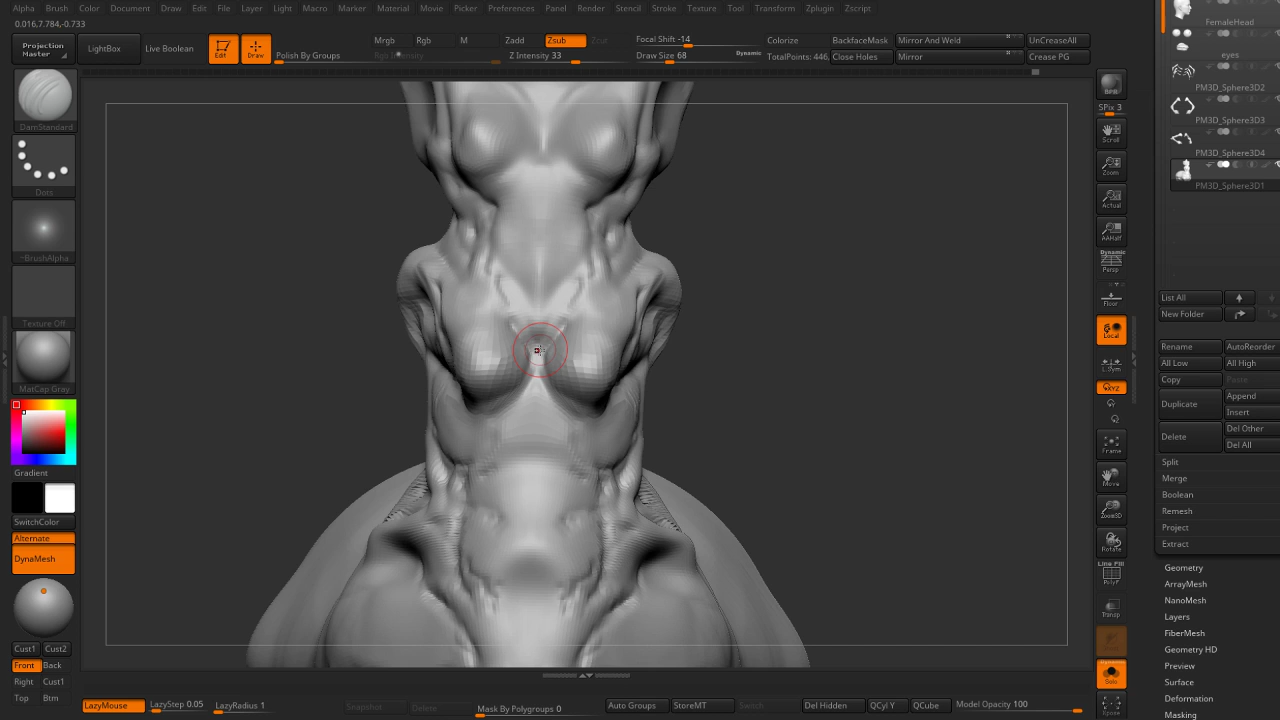 Alpha Brush Color Document Draw Edit File Layer Light Macro Marker Material Movie Picker Preferences Panel Render Stencil Stroke Texture Tool Transform Zplugin Zscript
0.016,7.784,-0.733
Projection
Master
LightBox
Live Boolean
Edit
Draw
Polish By Groups
Mrgb Rgb M
Rgb Intensity
Zadd Zsub Zcut
Z Intensity 33
Focal Shift -14
Draw Size 68
Dynamic
Colorize
TotalPoints: 446,
BackfaceMask
Close Holes
Mirror And Weld
Mirror
UnCreaseAll
Crease PG
DamStandard
Dots
~BrushAlpha
Texture Off
MatCap Gray
Gradient
SwitchColor
Alternate
DynaMesh
Cust1 Cust2
Front Back
Right Cust1
Top Btm
BPR
SPix 3
Scroll
Zoom
Actual
AAHalf
Dynamic
Persp
Floor
Local
L.Sym
XYZ
Frame
Move
Zoom3D
Rotate
Line Fill
PolyF
Transp
Dynamic
Solo
Xpose
FemaleHead
eyes
PM3D_Sphere3D2
PM3D_Sphere3D3
PM3D_Sphere3D4
PM3D_Sphere3D1
List All
New Folder
Rename AutoReorder
All Low All High
Copy Paste
Duplicate Append
Insert
Delete Del Other
Del All
Split
Merge
Boolean
Remesh
Project
Extract
Geometry
ArrayMesh
NanoMesh
Layers
FiberMesh
Geometry HD
Preview
Surface
Deformation
Masking
LazyMouse
LazyStep 0.05
LazyRadius 1
Snapshot
Delete
Mask By Polygroups 0
Auto Groups
StoreMT
Switch
Del Hidden
QCyl Y
QCube
Model Opacity 100